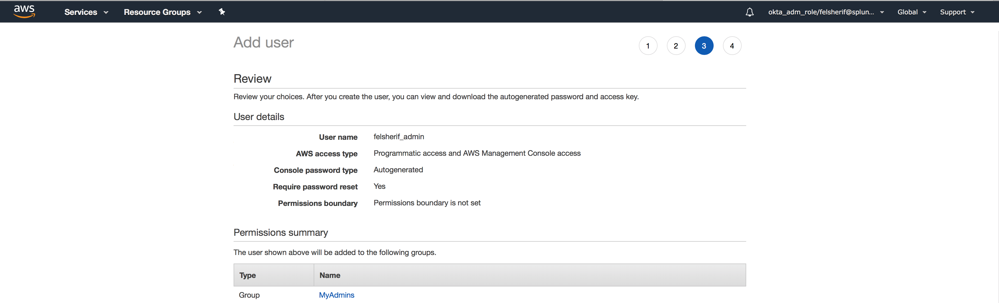 aws Services Resource Groups okta_adm_role/felsherif@splun... Global Support
Add user
1 2 3 4
Review
Review your choices. After you create the user, you can view and download the autogenerated password and access key.
User details
User name felsherif_admin
AWS access type Programmatic access and AWS Management Console access
Console password type Autogenerated
Require password reset Yes
Permissions boundary Permissions boundary is not set
Permissions summary
The user shown above will be added to the following groups.
Type Name
Group MyAdmins